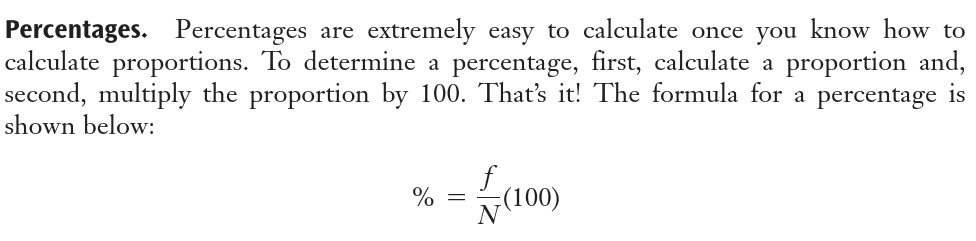 Percentages. Percentages are extremely easy to calculate once you know how to
calculate proportions. To determine a percentage, first, calculate a proportion and,
second, multiply the proportion by 100. That’s it! The formula for a percentage is
shown below:
% = f/N (100)